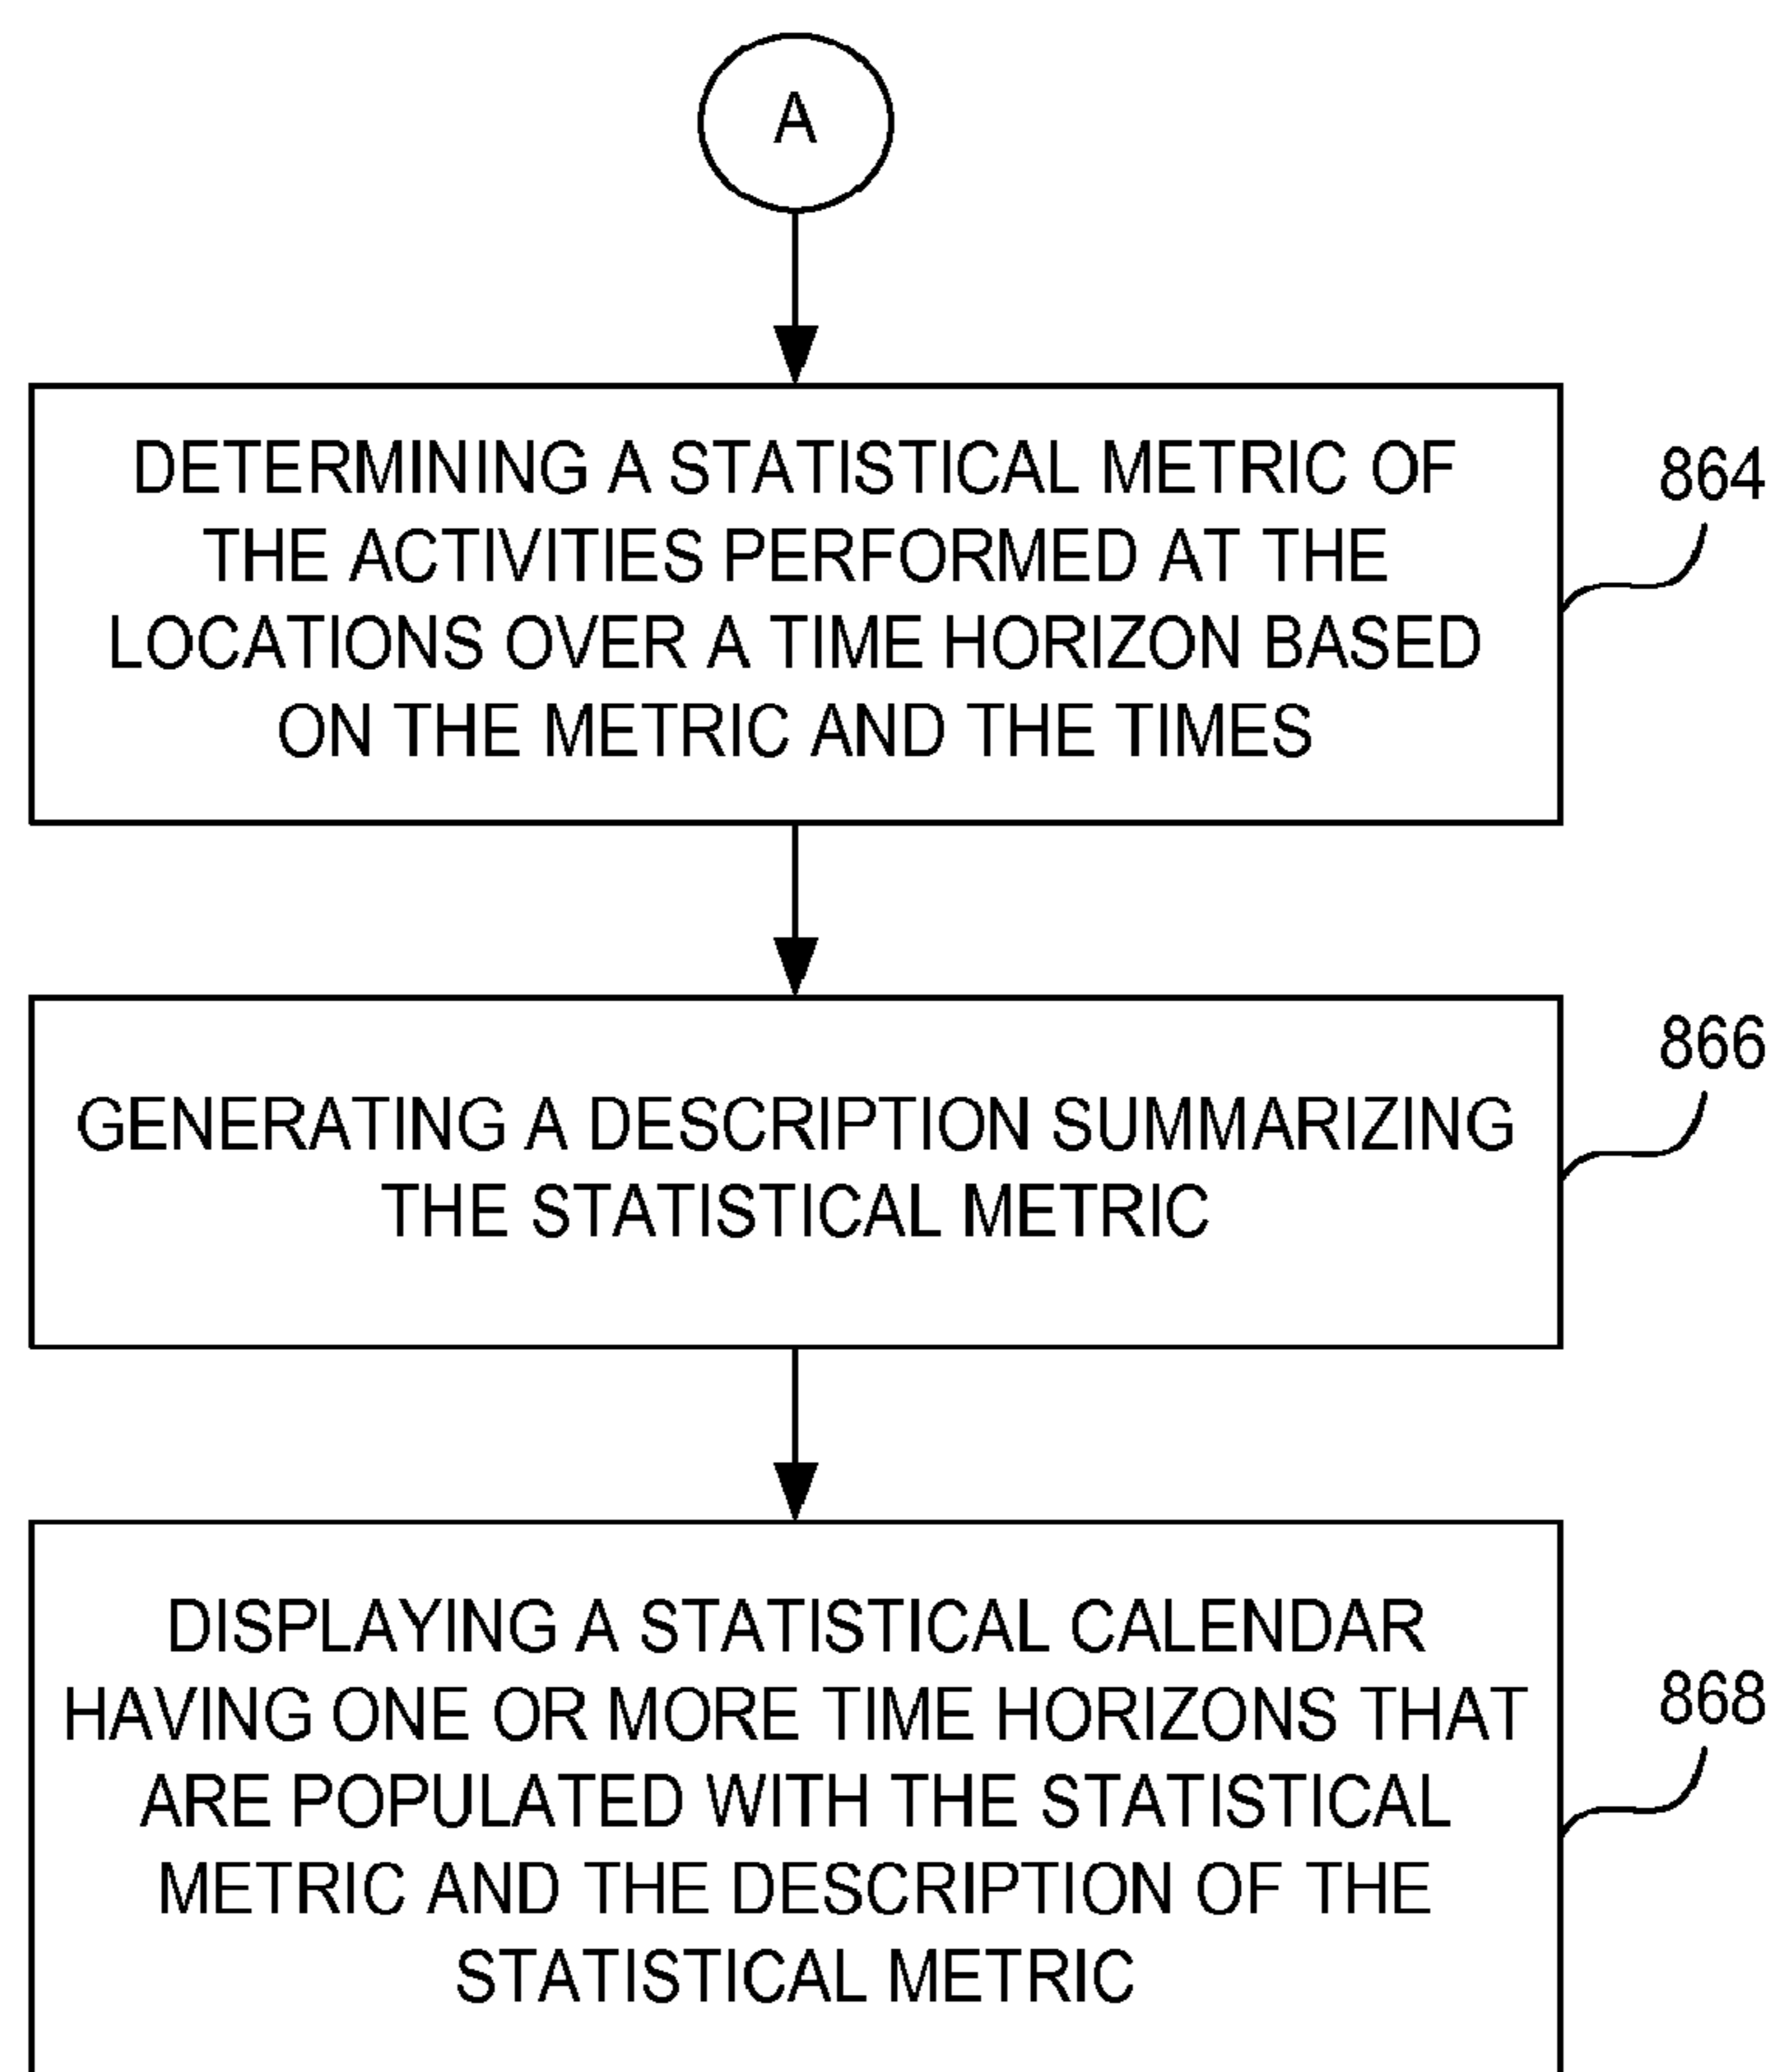 A
DETERMINING A STATISTICAL METRIC OF
THE ACTIVITIES PERFORMED AT THE
LOCATIONS OVER A TIME HORIZON BASED
ON THE METRIC AND THE TIMES
864
GENERATING A DESCRIPTION SUMMARIZING
THE STATISTICAL METRIC
866
DISPLAYING A STATISTICAL CALENDAR
HAVING ONE OR MORE TIME HORIZONS THAT
ARE POPULATED WITH THE STATISTICAL
METRIC AND THE DESCRIPTION OF THE
STATISTICAL METRIC
868